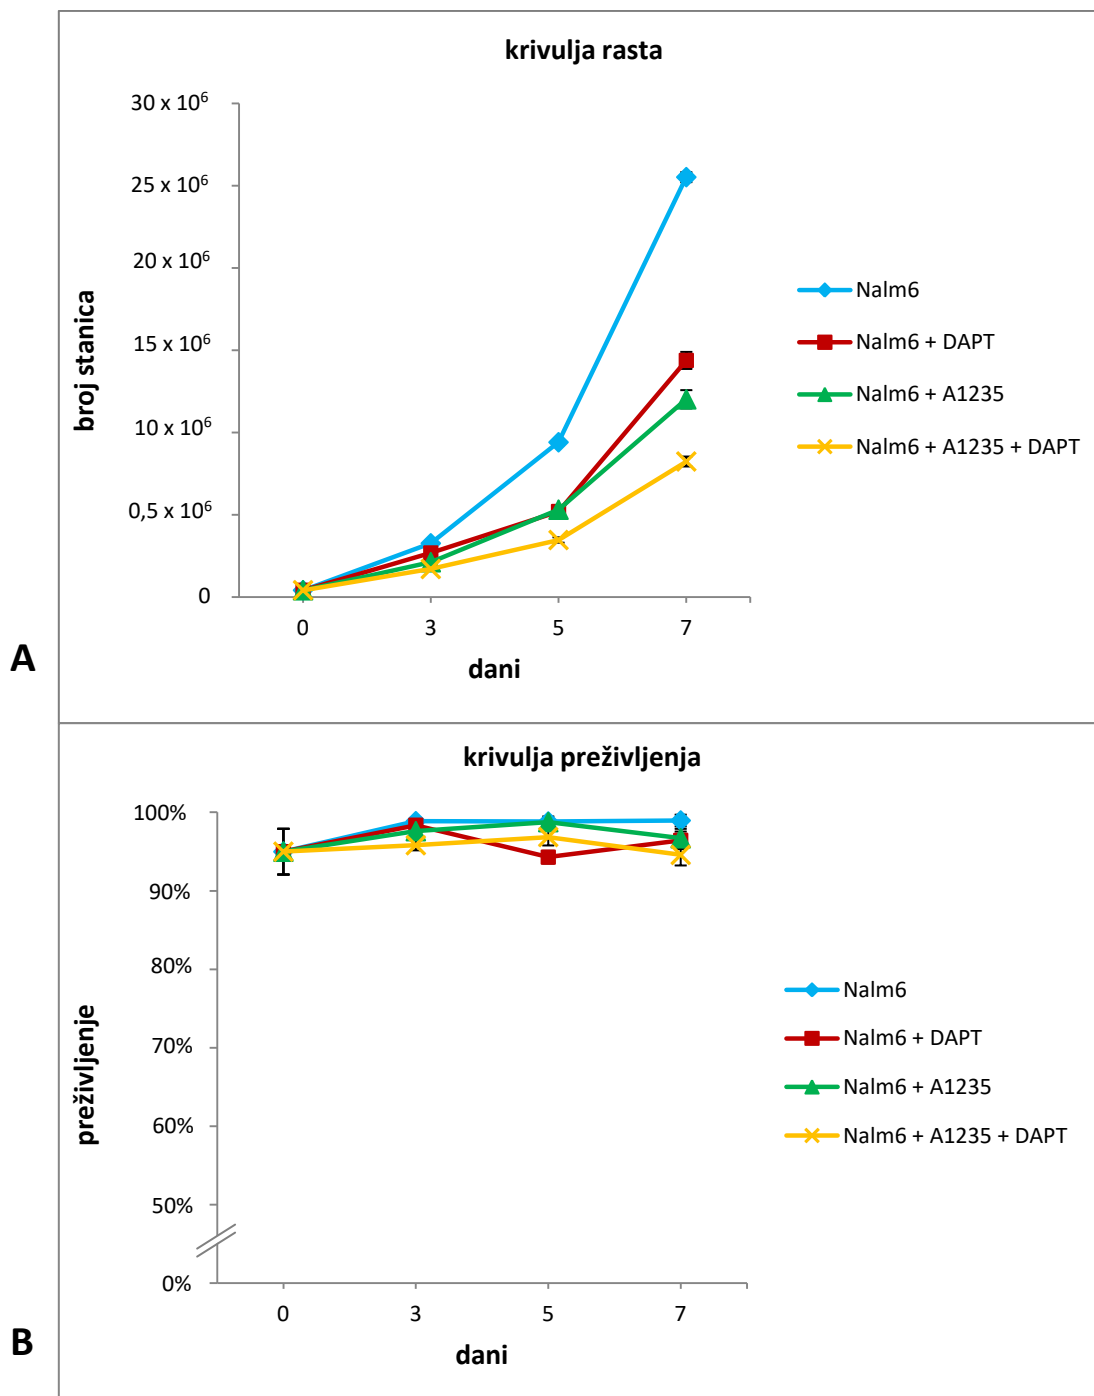 krivulja rasta
30 x 10⁶
25 x 10⁶
20 x 10⁶
15 x 10⁶
10 x 10⁶
0,5 x 10⁶
0
broj stanica
0 3 5 7
dani
Nalm6
Nalm6 + DAPT
Nalm6 + A1235
Nalm6 + A1235 + DAPT
A
krivulja preživljenja
100%
90%
80%
70%
60%
50%
0%
preživljenje
0 3 5 7
dani
Nalm6
Nalm6 + DAPT
Nalm6 + A1235
Nalm6 + A1235 + DAPT
B